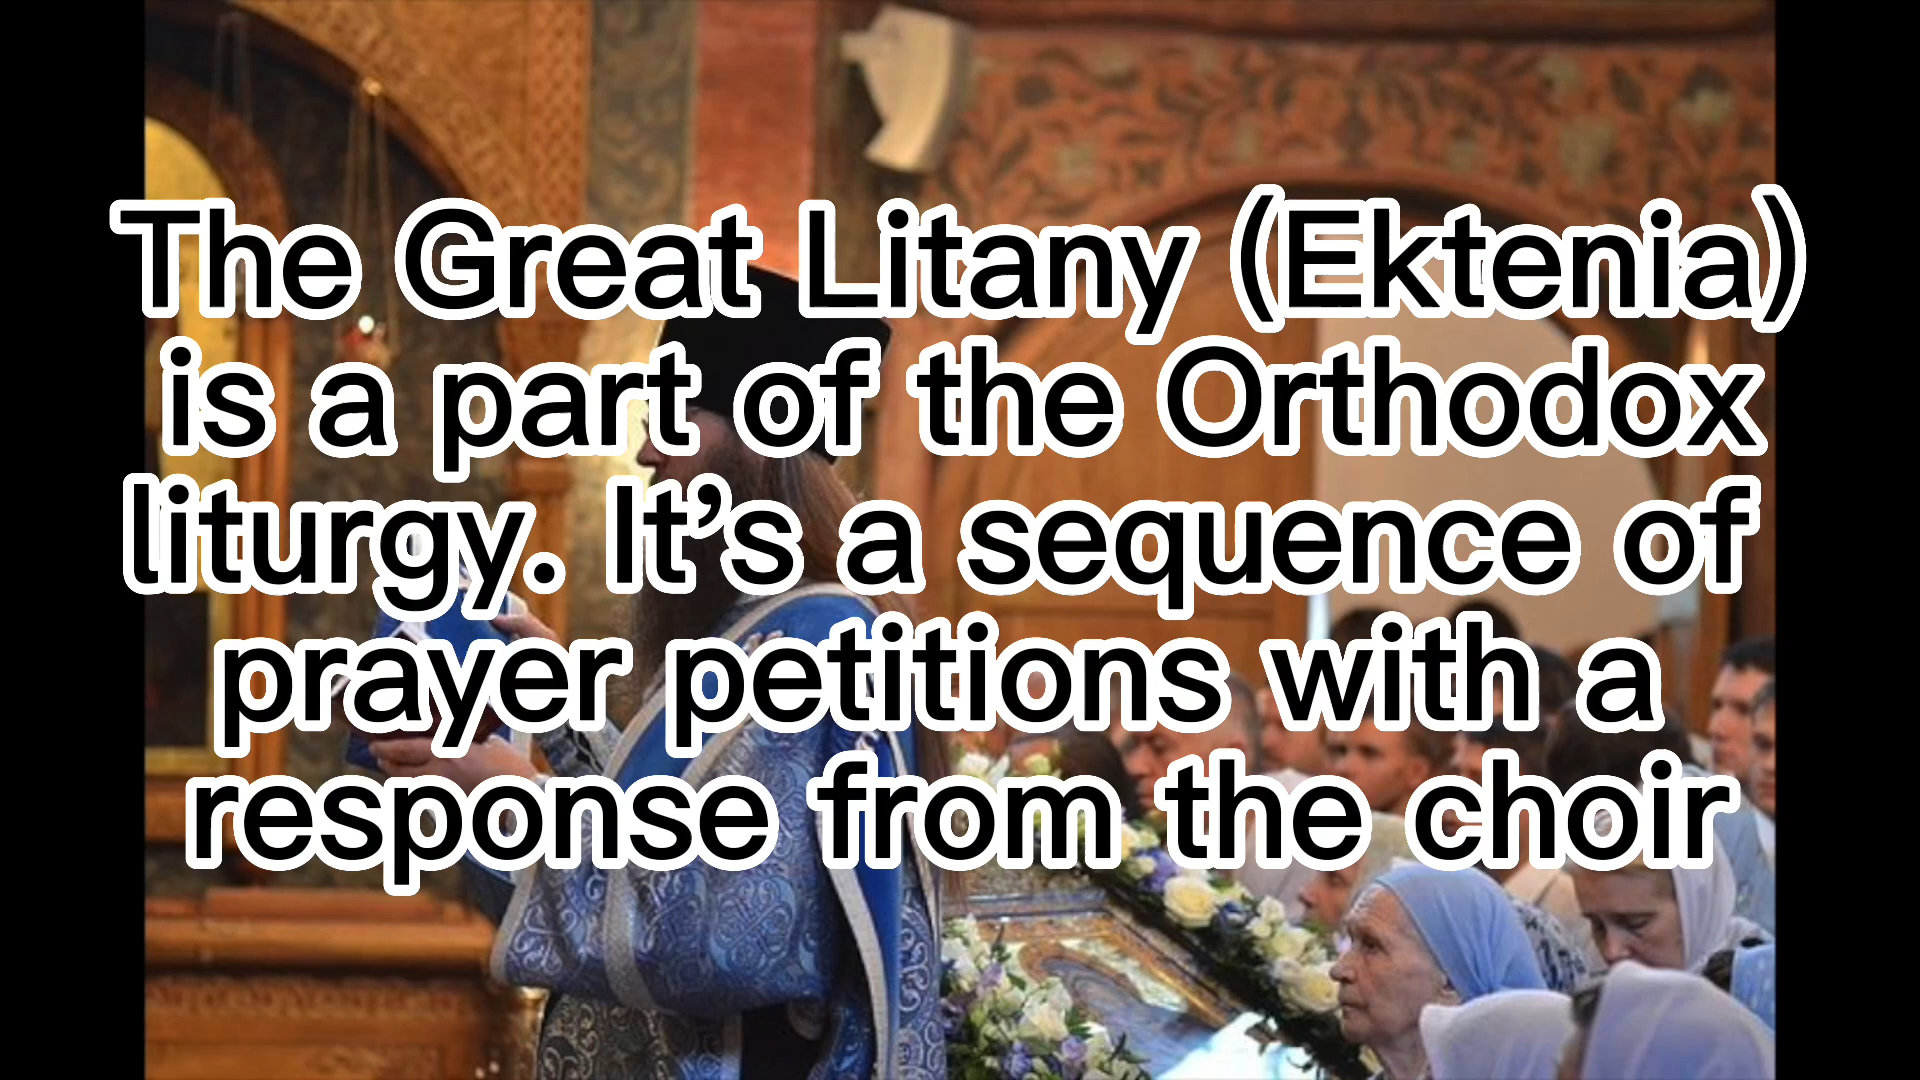 The Great Litany (Ektenia)
is a part of the Orthodox
liturgy. It’s a sequence of
prayer petitions with a
response from the choir